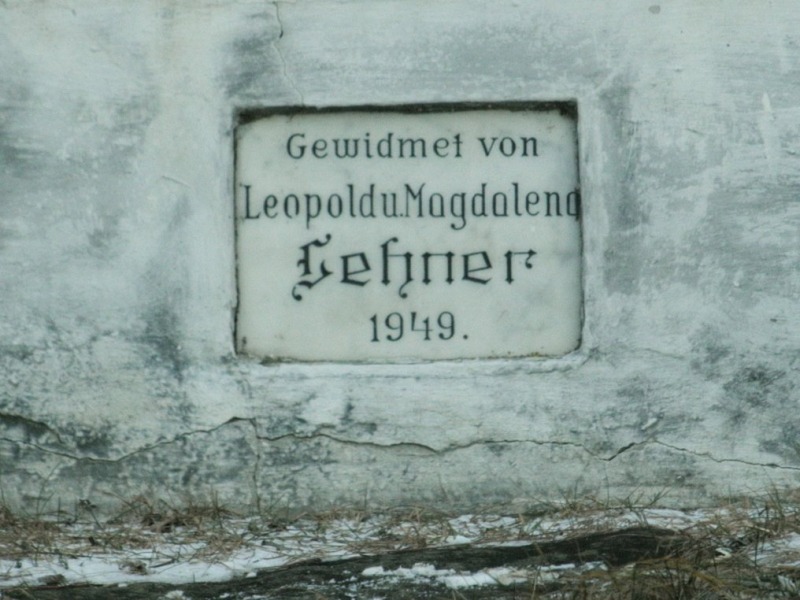 Gewidmet von
Leopold u. Magdalena
Lehner
1949.